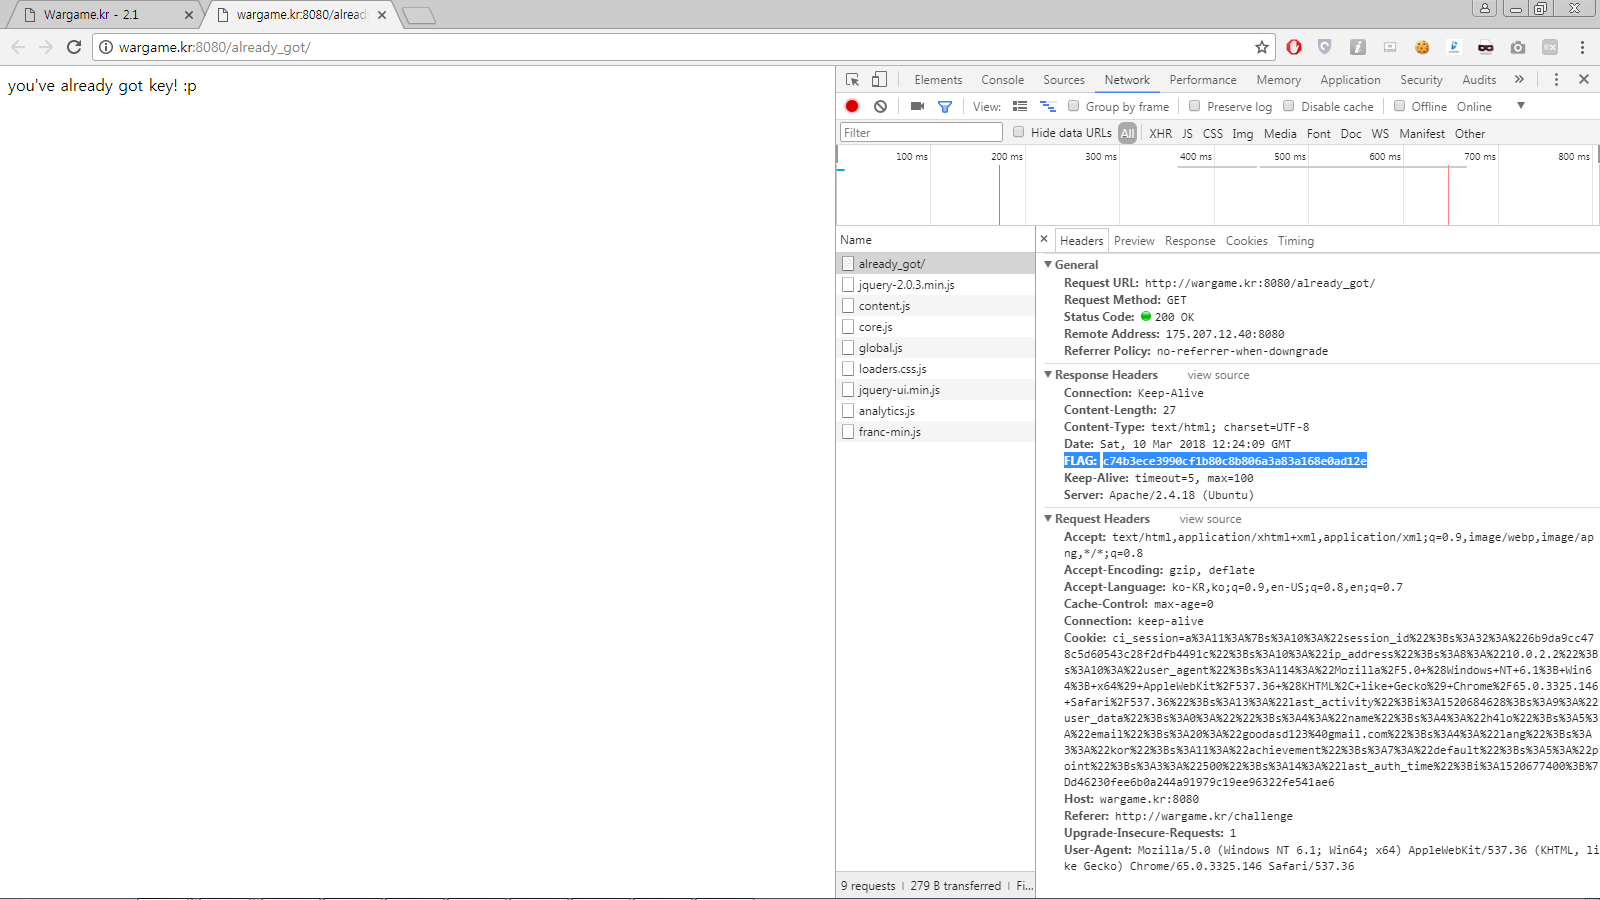 Wargame.kr - 2.1
wargame.kr:8080/already
wargame.kr:8080/already_got/
you've already got key! :p
Elements Console Sources Network Performance Memory Application Security Audits »
View: Group by frame Preserve log Disable cache Offline Online
Filter Hide data URLs All XHR JS CSS Img Media Font Doc WS Manifest Other
100 ms 200 ms 300 ms 400 ms 500 ms 600 ms 700 ms 800 ms
Name
already_got/
jquery-2.0.3.min.js
content.js
core.js
global.js
loaders.css.js
jquery-ui.min.js
analytics.js
franc-min.js
9 requests | 279 B transferred | Fi...
Headers Preview Response Cookies Timing
General
Request URL: http://wargame.kr:8080/already_got/
Request Method: GET
Status Code: 200 OK
Remote Address: 175.207.12.40:8080
Referrer Policy: no-referrer-when-downgrade
Response Headers view source
Connection: Keep-Alive
Content-Length: 27
Content-Type: text/html; charset=UTF-8
Date: Sat, 10 Mar 2018 12:24:09 GMT
FLAG: c74b3ece3990cf1b80c8b806a3a83a168e0ad12e
Keep-Alive: timeout=5, max=100
Server: Apache/2.4.18 (Ubuntu)
Request Headers view source
Accept: text/html,application/xhtml+xml,application/xml;q=0.9,image/webp,image/ap
ng,*/*;q=0.8
Accept-Encoding: gzip, deflate
Accept-Language: ko-KR,ko;q=0.9,en-US;q=0.8,en;q=0.7
Cache-Control: max-age=0
Connection: keep-alive
Cookie: ci_session=a%3A11%3A%7Bs%3A10%3A%22session_id%22%3Bs%3A32%3A%226b9da9cc47
8c5d60543c28f2dfb4491c%22%3Bs%3A10%3A%22ip_address%22%3Bs%3A8%3A%2210.0.2.2%22%3B
s%3A10%3A%22user_agent%22%3Bs%3A114%3A%22Mozilla%2F5.0+%28Windows+NT+6.1%3B+Win6
4%3B+x64%29+AppleWebKit%2F537.36+%28KHTML%2C+like+Gecko%29+Chrome%2F65.0.3325.146
+Safari%2F537.36%22%3Bs%3A13%3A%22last_activity%22%3Bi%3A1520684628%3Bs%3A9%3A%22
user_data%22%3Bs%3A0%3A%22%22%3Bs%3A4%3A%22name%22%3Bs%3A4%3A%22h4lo%22%3Bs%3A5%3
A%22email%22%3Bs%3A20%3A%22goodasd123%40gmail.com%22%3Bs%3A4%3A%22lang%22%3Bs%3A
3%3A%22kor%22%3Bs%3A11%3A%22achievement%22%3Bs%3A7%3A%22default%22%3Bs%3A5%3A%22p
oint%22%3Bs%3A3%3A%22500%22%3Bs%3A14%3A%22last_auth_time%22%3Bi%3A1520677400%3B%7
Dd46230fee6b0a244a91979c19ee96322fe541ae6
Host: wargame.kr:8080
Referer: http://wargame.kr/challenge
Upgrade-Insecure-Requests: 1
User-Agent: Mozilla/5.0 (Windows NT 6.1; Win64; x64) AppleWebKit/537.36 (KHTML, li
ke Gecko) Chrome/65.0.3325.146 Safari/537.36